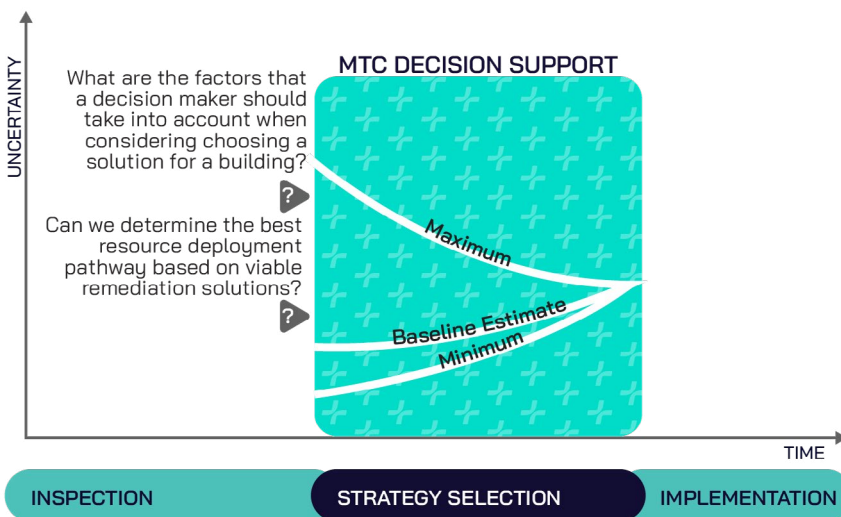 MTC DECISION SUPPORT
UNCERTAINTY
What are the factors that
a decision maker should
take into account when
considering choosing a
solution for a building?
?
Can we determine the best
resource deployment
pathway based on viable
remediation solutions?
?
Maximum
Baseline Estimate
Minimum
TIME
INSPECTION
STRATEGY SELECTION
IMPLEMENTATION